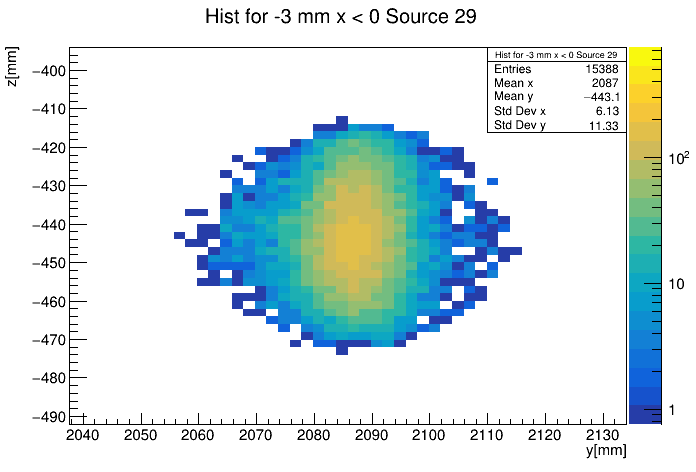 Hist for -3 mm x < 0 Source 29
z[mm]
Hist for -3 mm x < 0 Source 29
Entries 15388
Mean x 2087
Mean y −443.1
Std Dev x 6.13
Std Dev y 11.33
−400
−410
−420
−430
−440
−450
−460
−470
−480
−490
10²
10
1
2040 2050 2060 2070 2080 2090 2100 2110 2120 2130
y[mm]